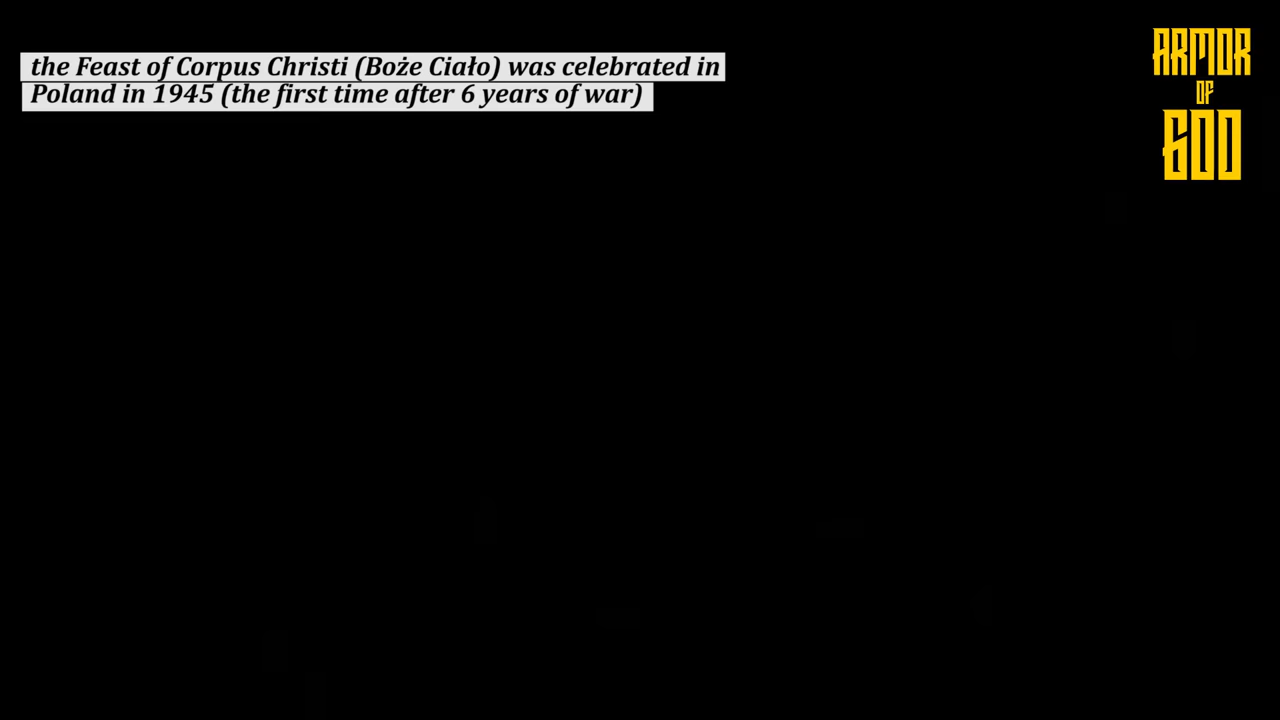 the Feast of Corpus Christi (Boże Ciało) was celebrated in
Poland in 1945 (the first time after 6 years of war)
ARMOR
OF
GOD